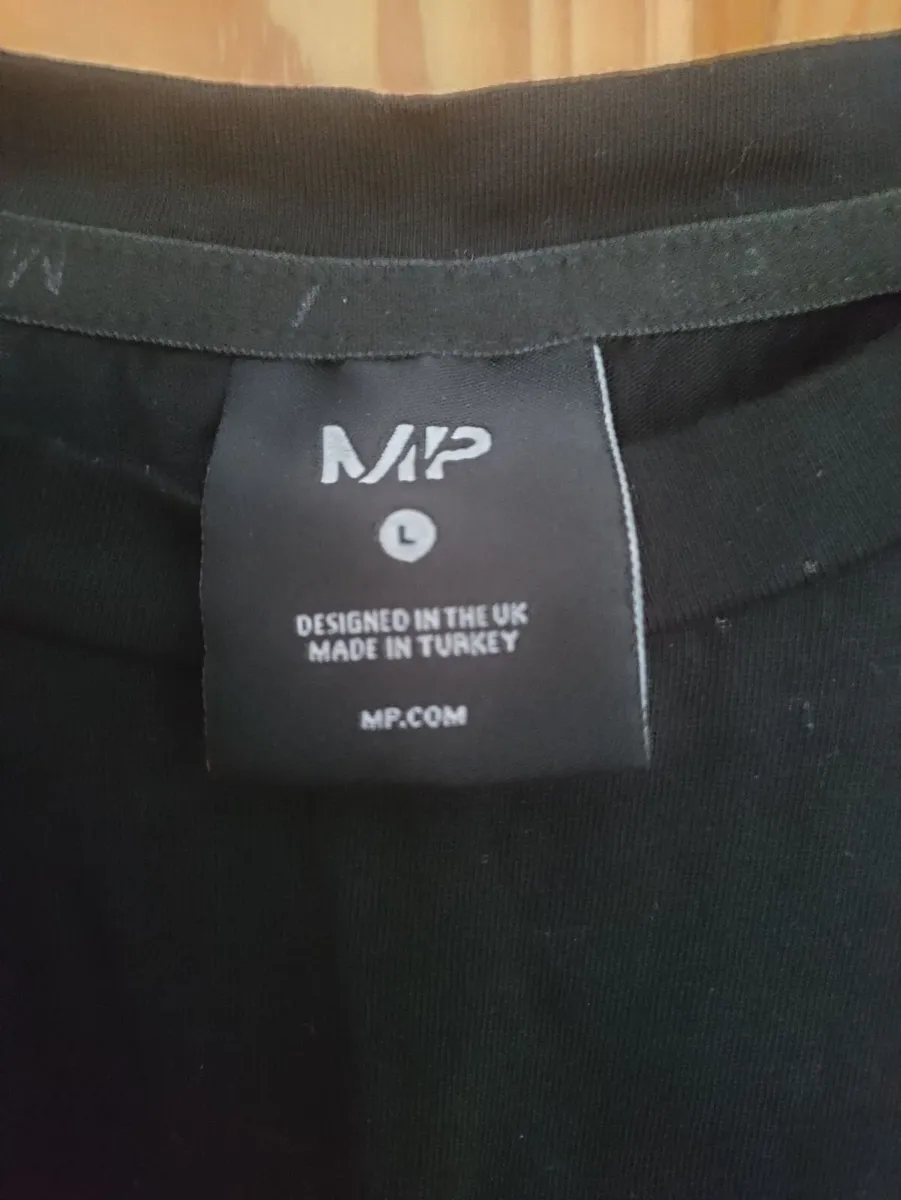 MP
L
DESIGNED IN THE UK
MADE IN TURKEY
MP.COM